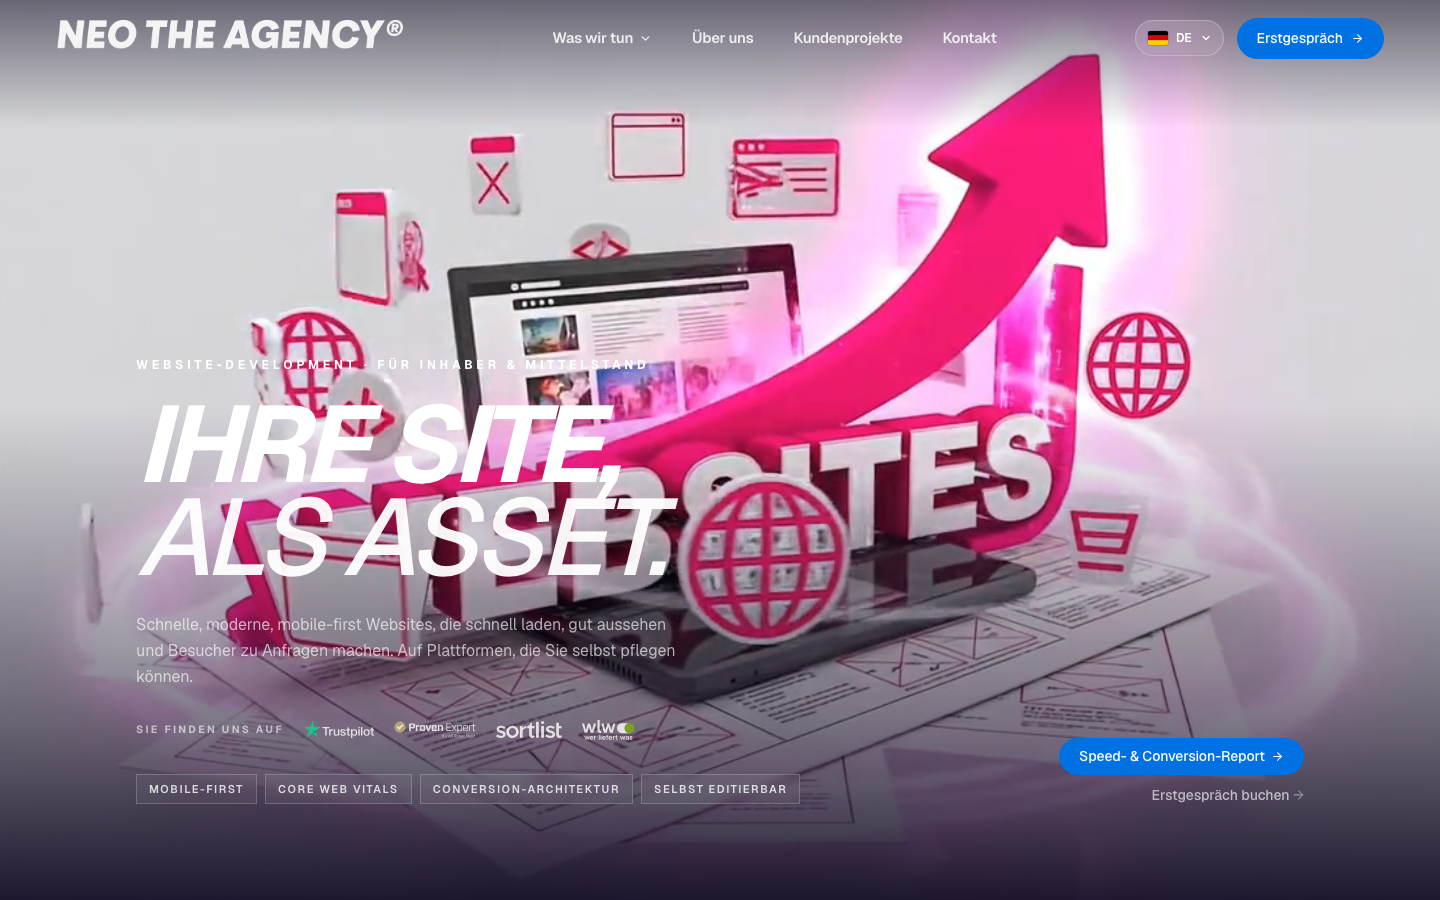 NEO THE AGENCY®
Was wir tun
Über uns
Kundenprojekte
Kontakt
DE
Erstgespräch →
WEBSITE-DEVELOPMENT · FÜR INHABER & MITTELSTAND
IHRE SITE,
ALS ASSET.
WEBSITES
Schnelle, moderne, mobile-first Websites, die schnell laden, gut aussehen
und Besucher zu Anfragen machen. Auf Plattformen, die Sie selbst pflegen
können.
SIE FINDEN UNS AUF
Trustpilot
ProvenExpert
sortlist
wlw
wer liefert was
MOBILE-FIRST
CORE WEB VITALS
CONVERSION-ARCHITEKTUR
SELBST EDITIERBAR
Speed- & Conversion-Report →
Erstgespräch buchen →